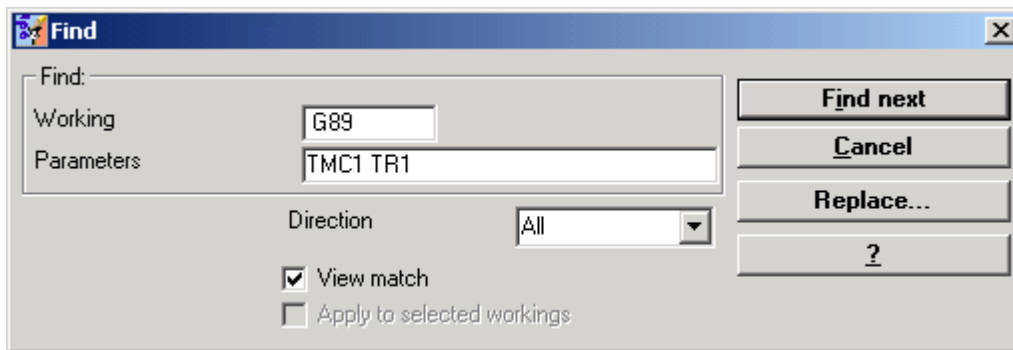 Find
Find:
Working G89
Parameters TMC1 TR1
Direction All
View match
Apply to selected workings
Find next
Cancel
Replace...
?